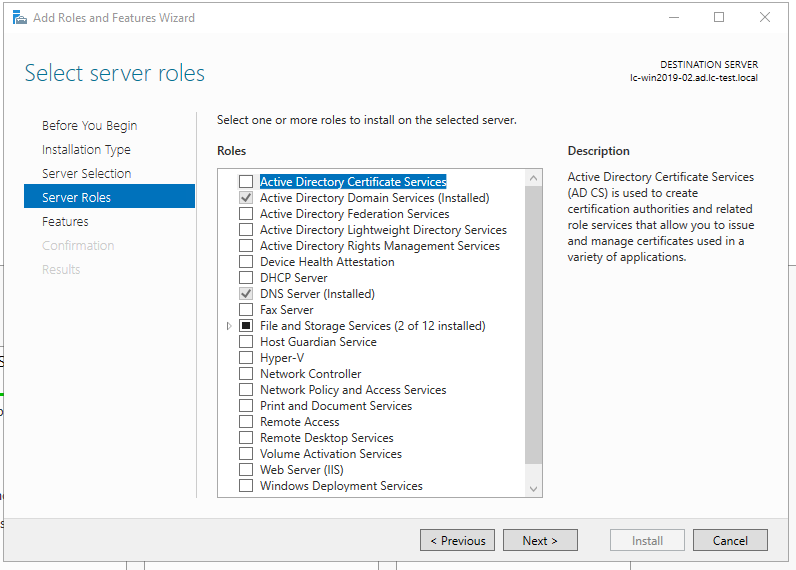 Add Roles and Features Wizard
Select server roles
DESTINATION SERVER
lc-win2019-02.ad.lc-test.local
Before You Begin
Installation Type
Server Selection
Server Roles
Features
Confirmation
Results
Select one or more roles to install on the selected server.
Roles
Active Directory Certificate Services
Active Directory Domain Services (Installed)
Active Directory Federation Services
Active Directory Lightweight Directory Services
Active Directory Rights Management Services
Device Health Attestation
DHCP Server
DNS Server (Installed)
Fax Server
File and Storage Services (2 of 12 installed)
Host Guardian Service
Hyper-V
Network Controller
Network Policy and Access Services
Print and Document Services
Remote Access
Remote Desktop Services
Volume Activation Services
Web Server (IIS)
Windows Deployment Services
Description
Active Directory Certificate Services
(AD CS) is used to create
certification authorities and related
role services that allow you to issue
and manage certificates used in a
variety of applications.
< Previous
Next >
Install
Cancel